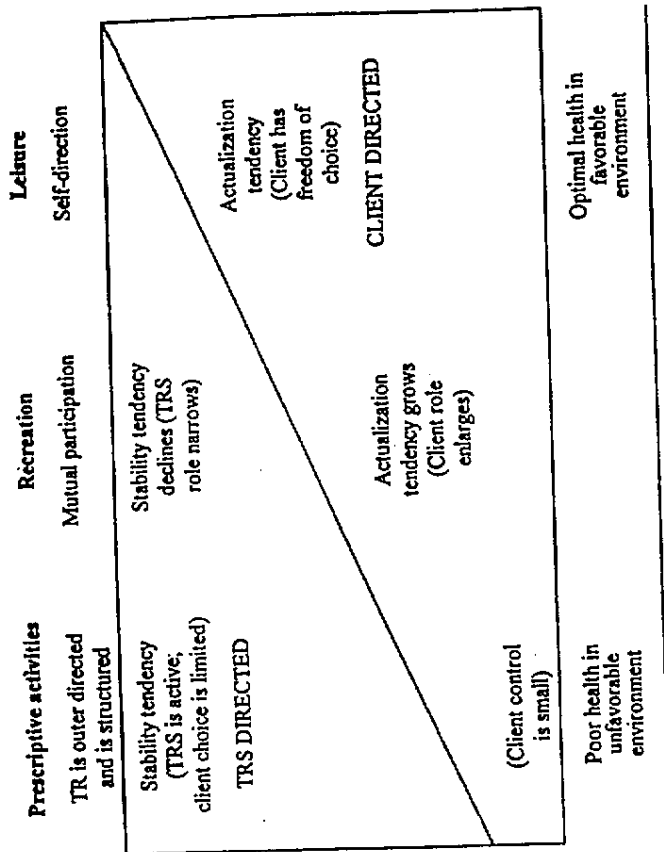 Prescriptive activities
TR is outer directed
and is structured
Recreation
Mutual participation
Leisure
Self-direction
Stability tendency
(TRS is active;
client choice is limited)
TRS DIRECTED
Stability tendency
declines (TRS
role narrows)
Actualization
tendency
(Client has
freedom of
choice)
CLIENT DIRECTED
(Client control
is small)
Actualization
tendency grows
(Client role
enlarges)
Poor health in
unfavorable
environment
Optimal health in
favorable
environment